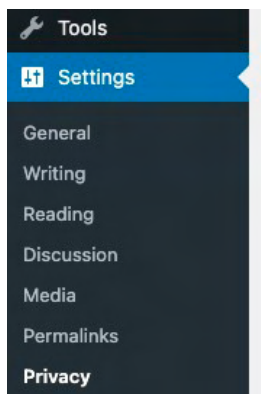 Tools
Settings
General
Writing
Reading
Discussion
Media
Permalinks
Privacy